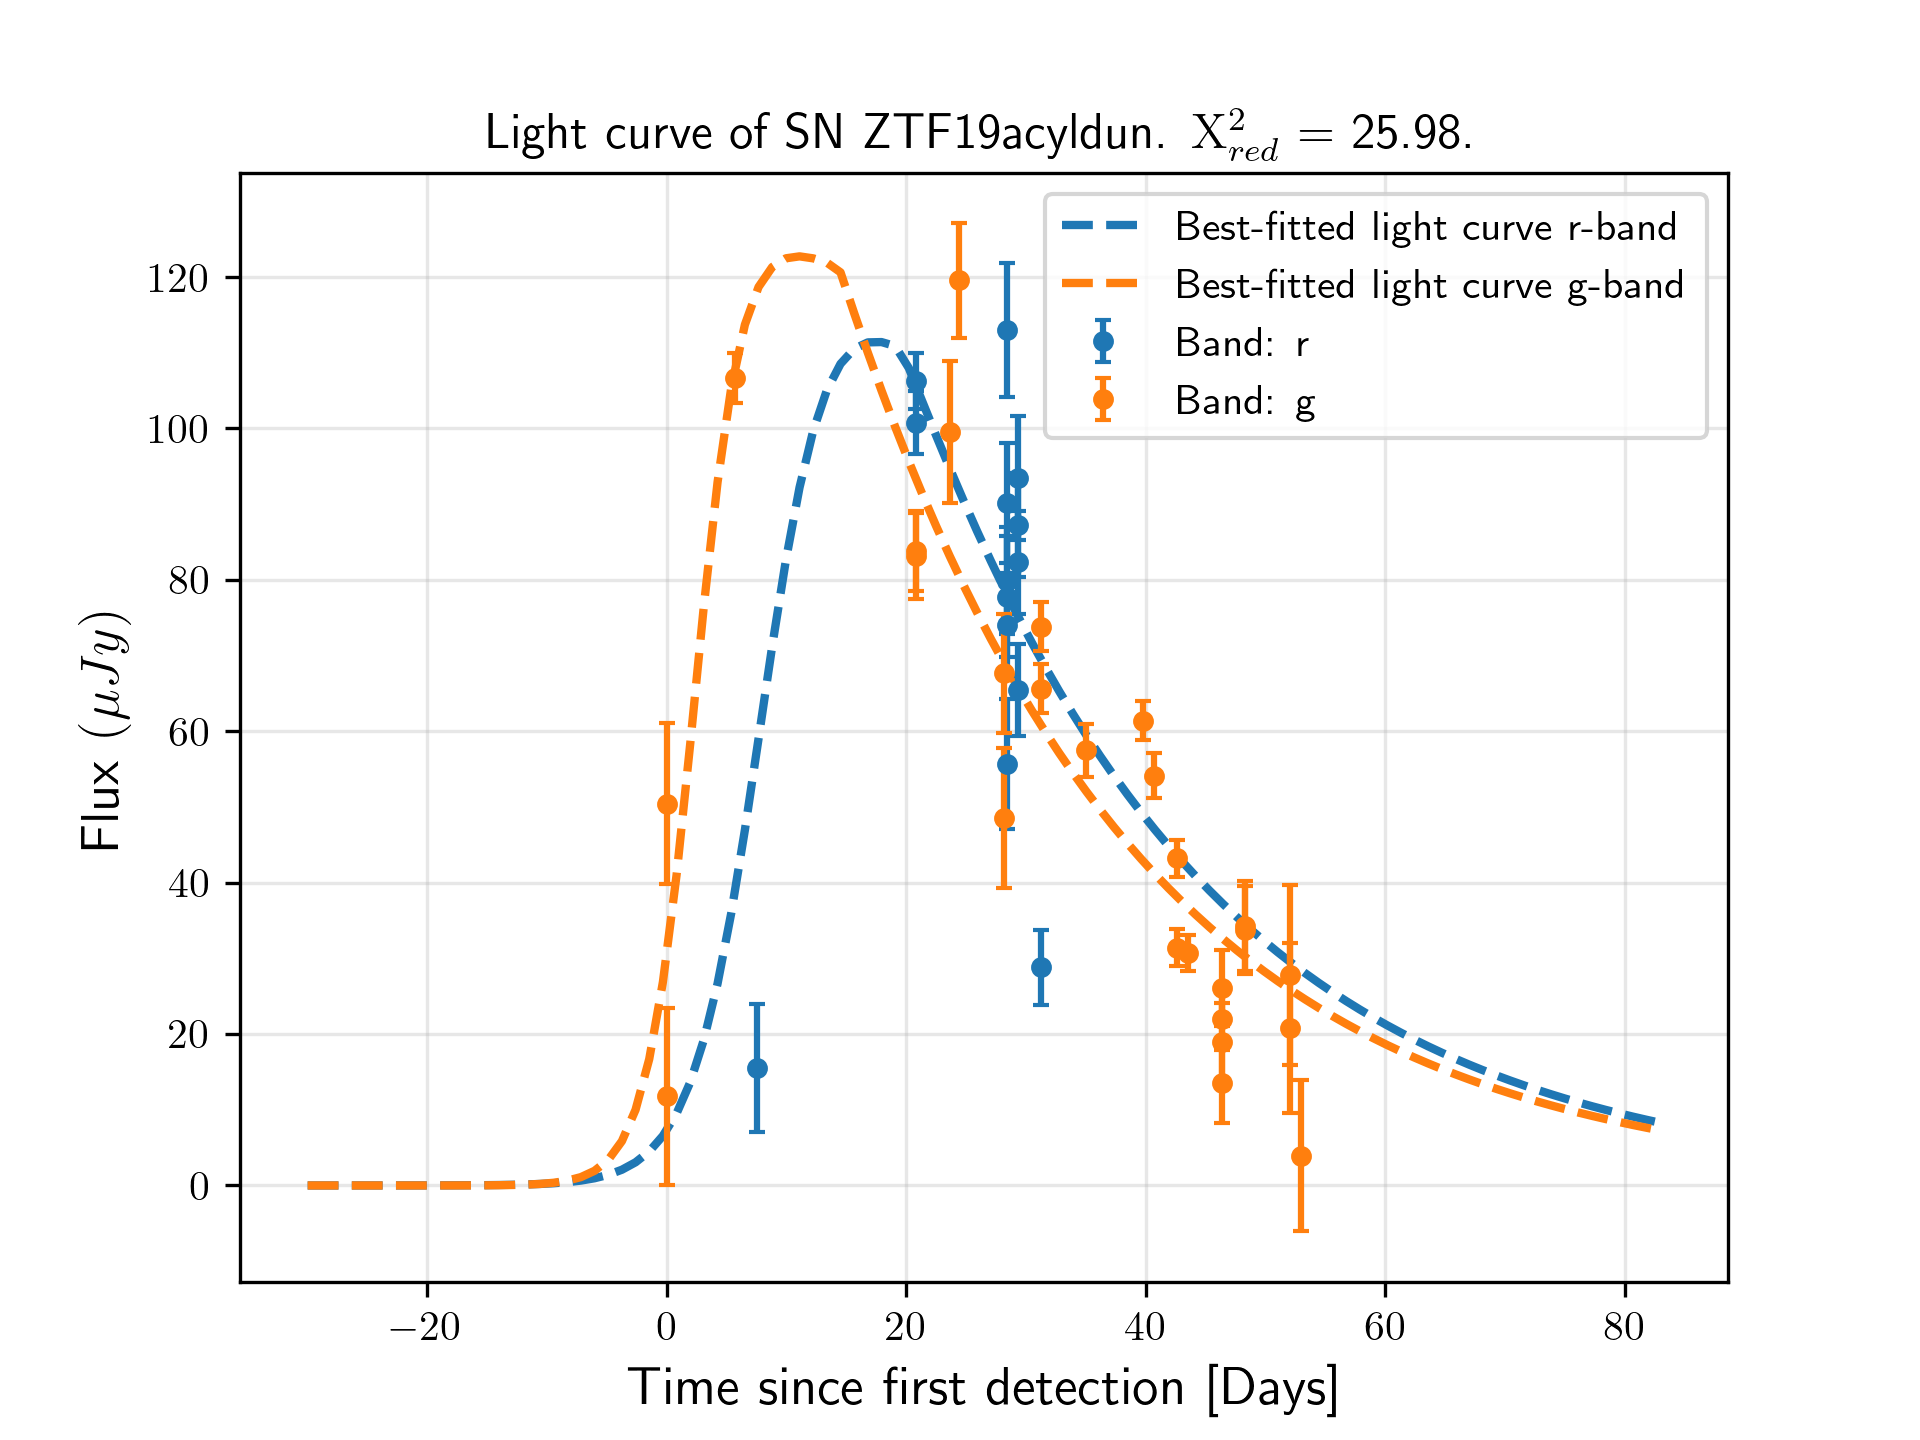 Light curve of SN ZTF19acyldun. X²red = 25.98.
Best-fitted light curve r-band
Best-fitted light curve g-band
Band: r
Band: g
Flux (μJy)
120
100
80
60
40
20
0
−20 0 20 40 60 80
Time since first detection [Days]